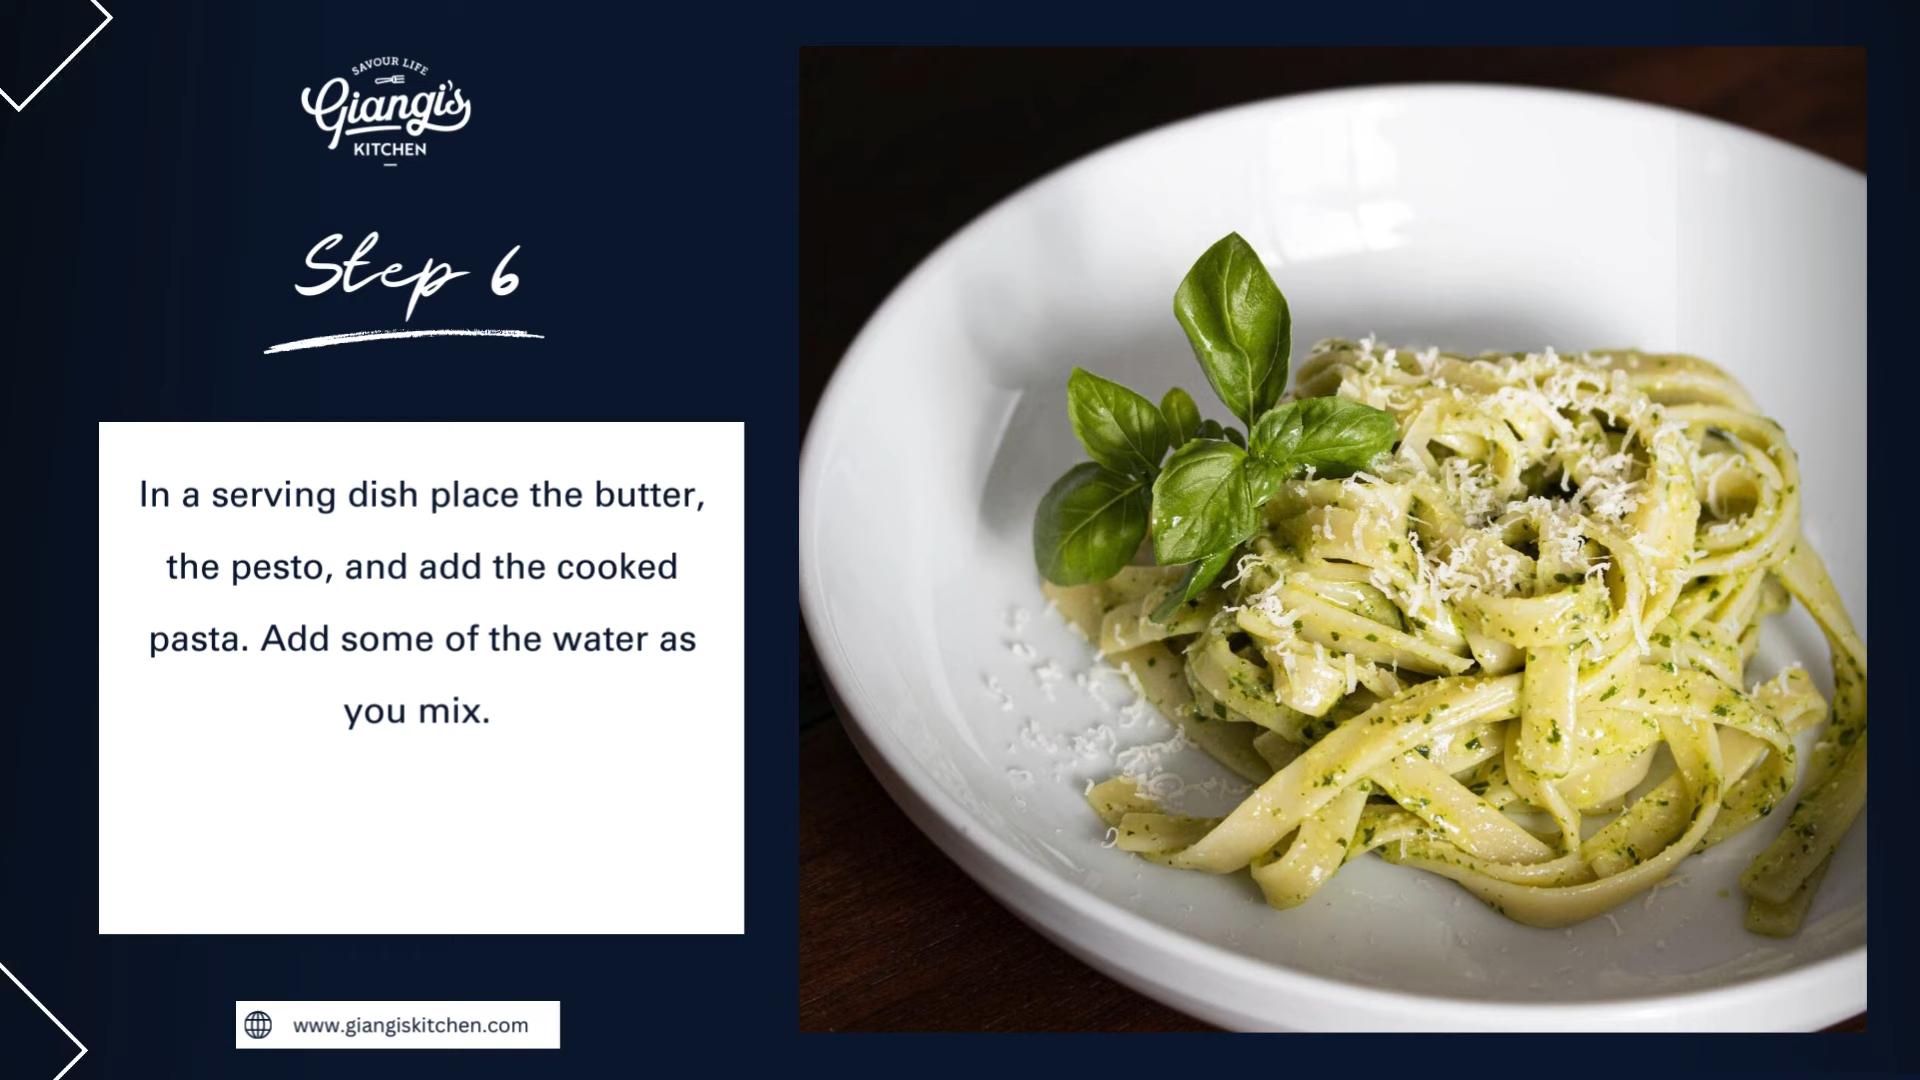 SAVOUR LIFE
Giangi's
KITCHEN
Step 6
In a serving dish place the butter,
the pesto, and add the cooked
pasta. Add some of the water as
you mix.
www.giangiskitchen.com